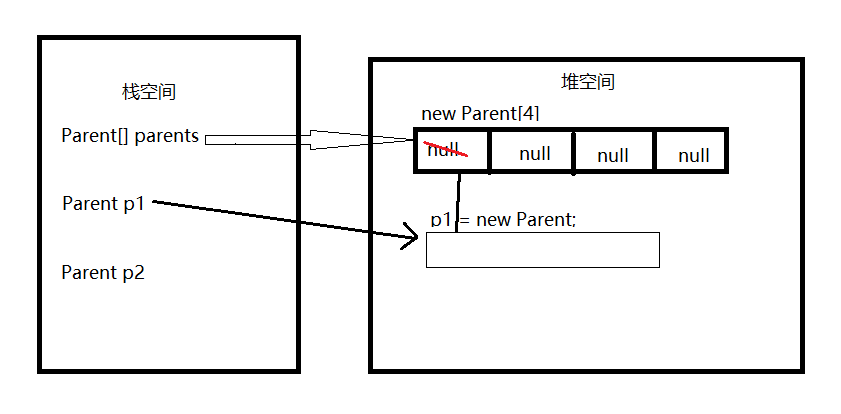 栈空间
堆空间
new Parent[4]
Parent[] parents
null null null null
Parent p1
p1 = new Parent;
Parent p2